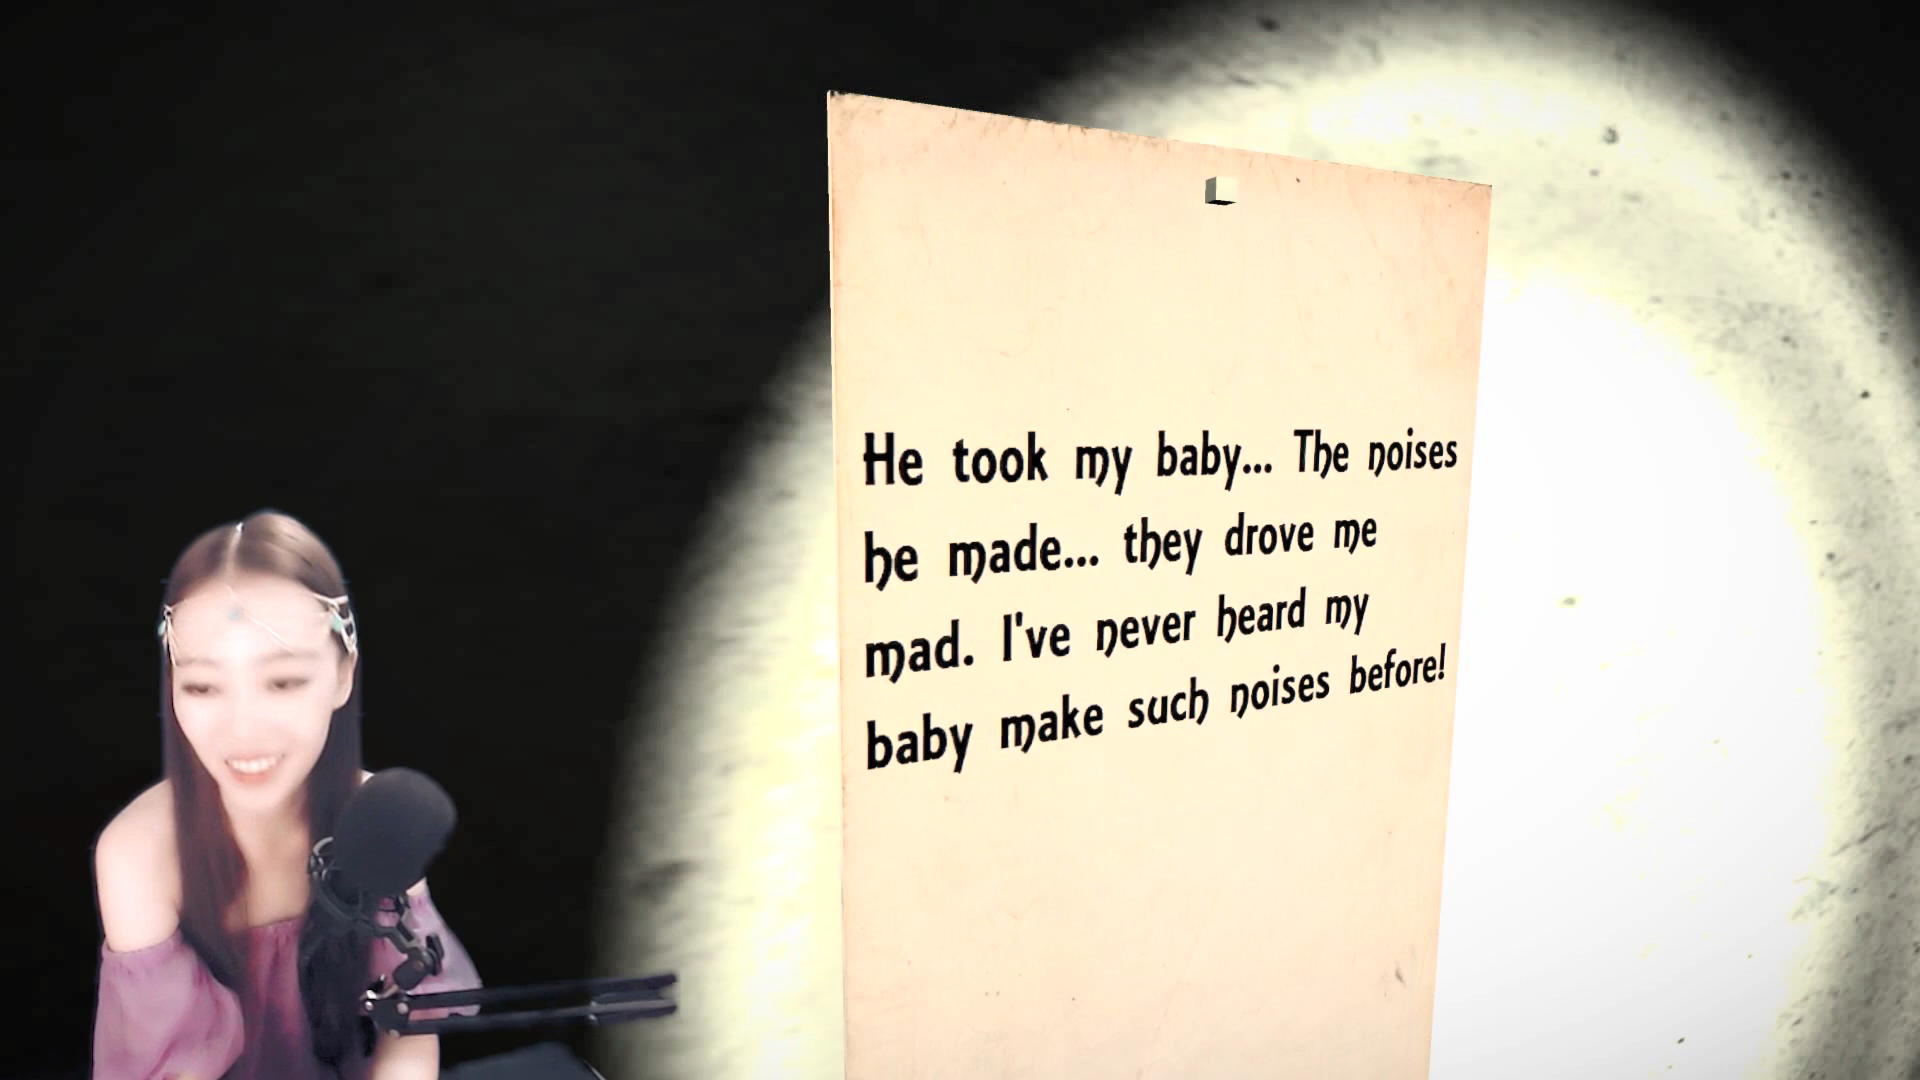 He took my baby... The noises
he made... they drove me
mad. I've never heard my
baby make such noises before!